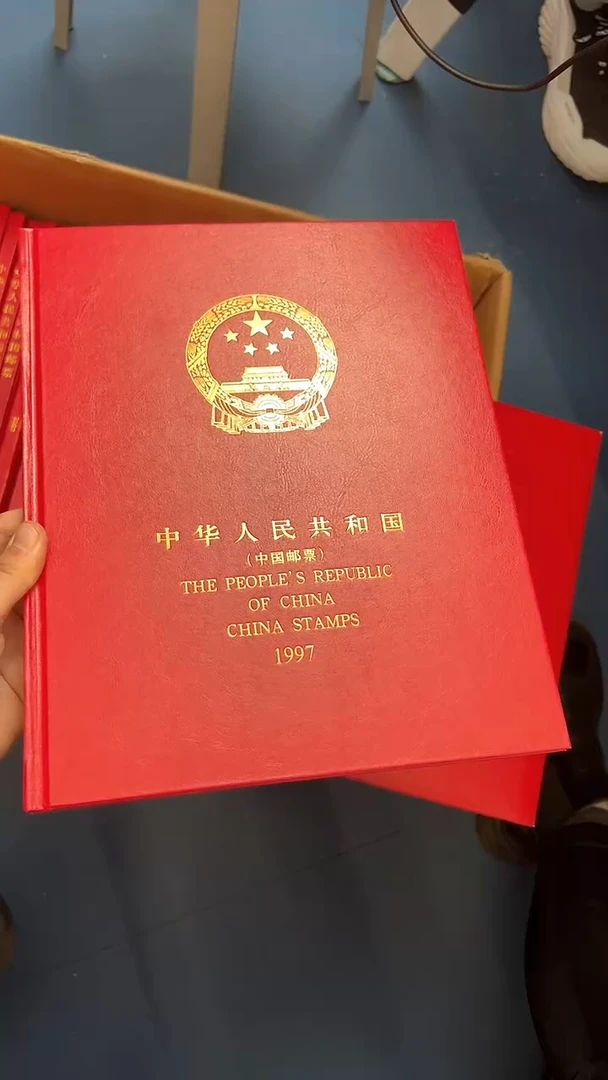 中华人民共和国
(中国邮票)
THE PEOPLE'S REPUBLIC
OF CHINA
CHINA STAMPS
1997